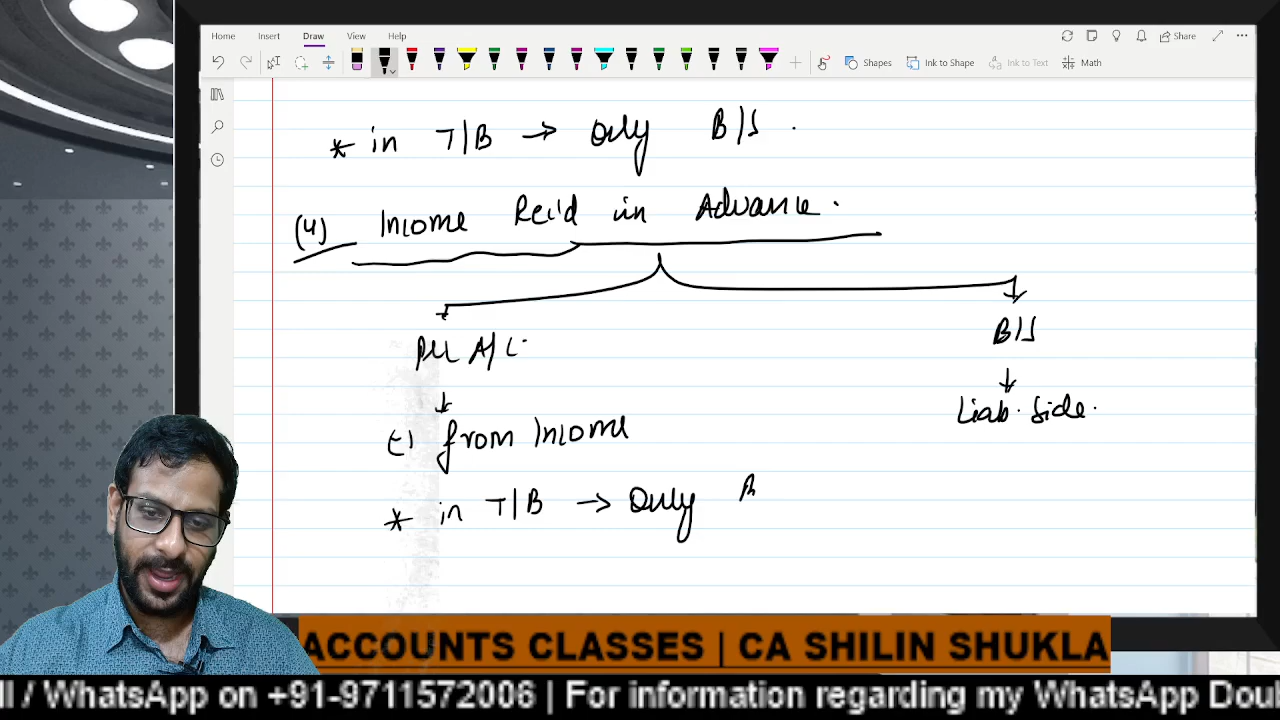 Home Insert Draw View Help Share
Shapes Ink to Shape Ink to Text Math
* in T/B → Only B/S.
(4) Income Rec'd in Advance.
P&L A/C B/S
↓ ↓
(-) from Income Liab. Side.
* in T/B → Only B
ACCOUNTS CLASSES | CA SHILIN SHUKLA
/ WhatsApp on +91-9711572006 | For information regarding my WhatsApp Dou